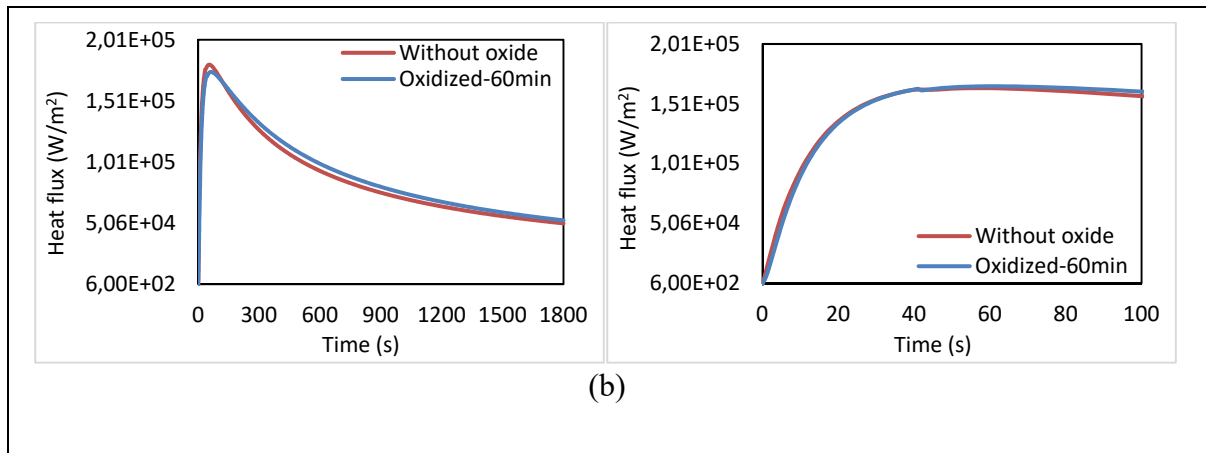 Heat flux (W/m²)
2,01E+05
1,51E+05
1,01E+05
5,06E+04
6,00E+02
Without oxide
Oxidized-60min
0 300 600 900 1200 1500 1800
Time (s)
Heat flux (W/m²)
2,01E+05
1,51E+05
1,01E+05
5,06E+04
6,00E+02
Without oxide
Oxidized-60min
0 20 40 60 80 100
Time (s)
(b)